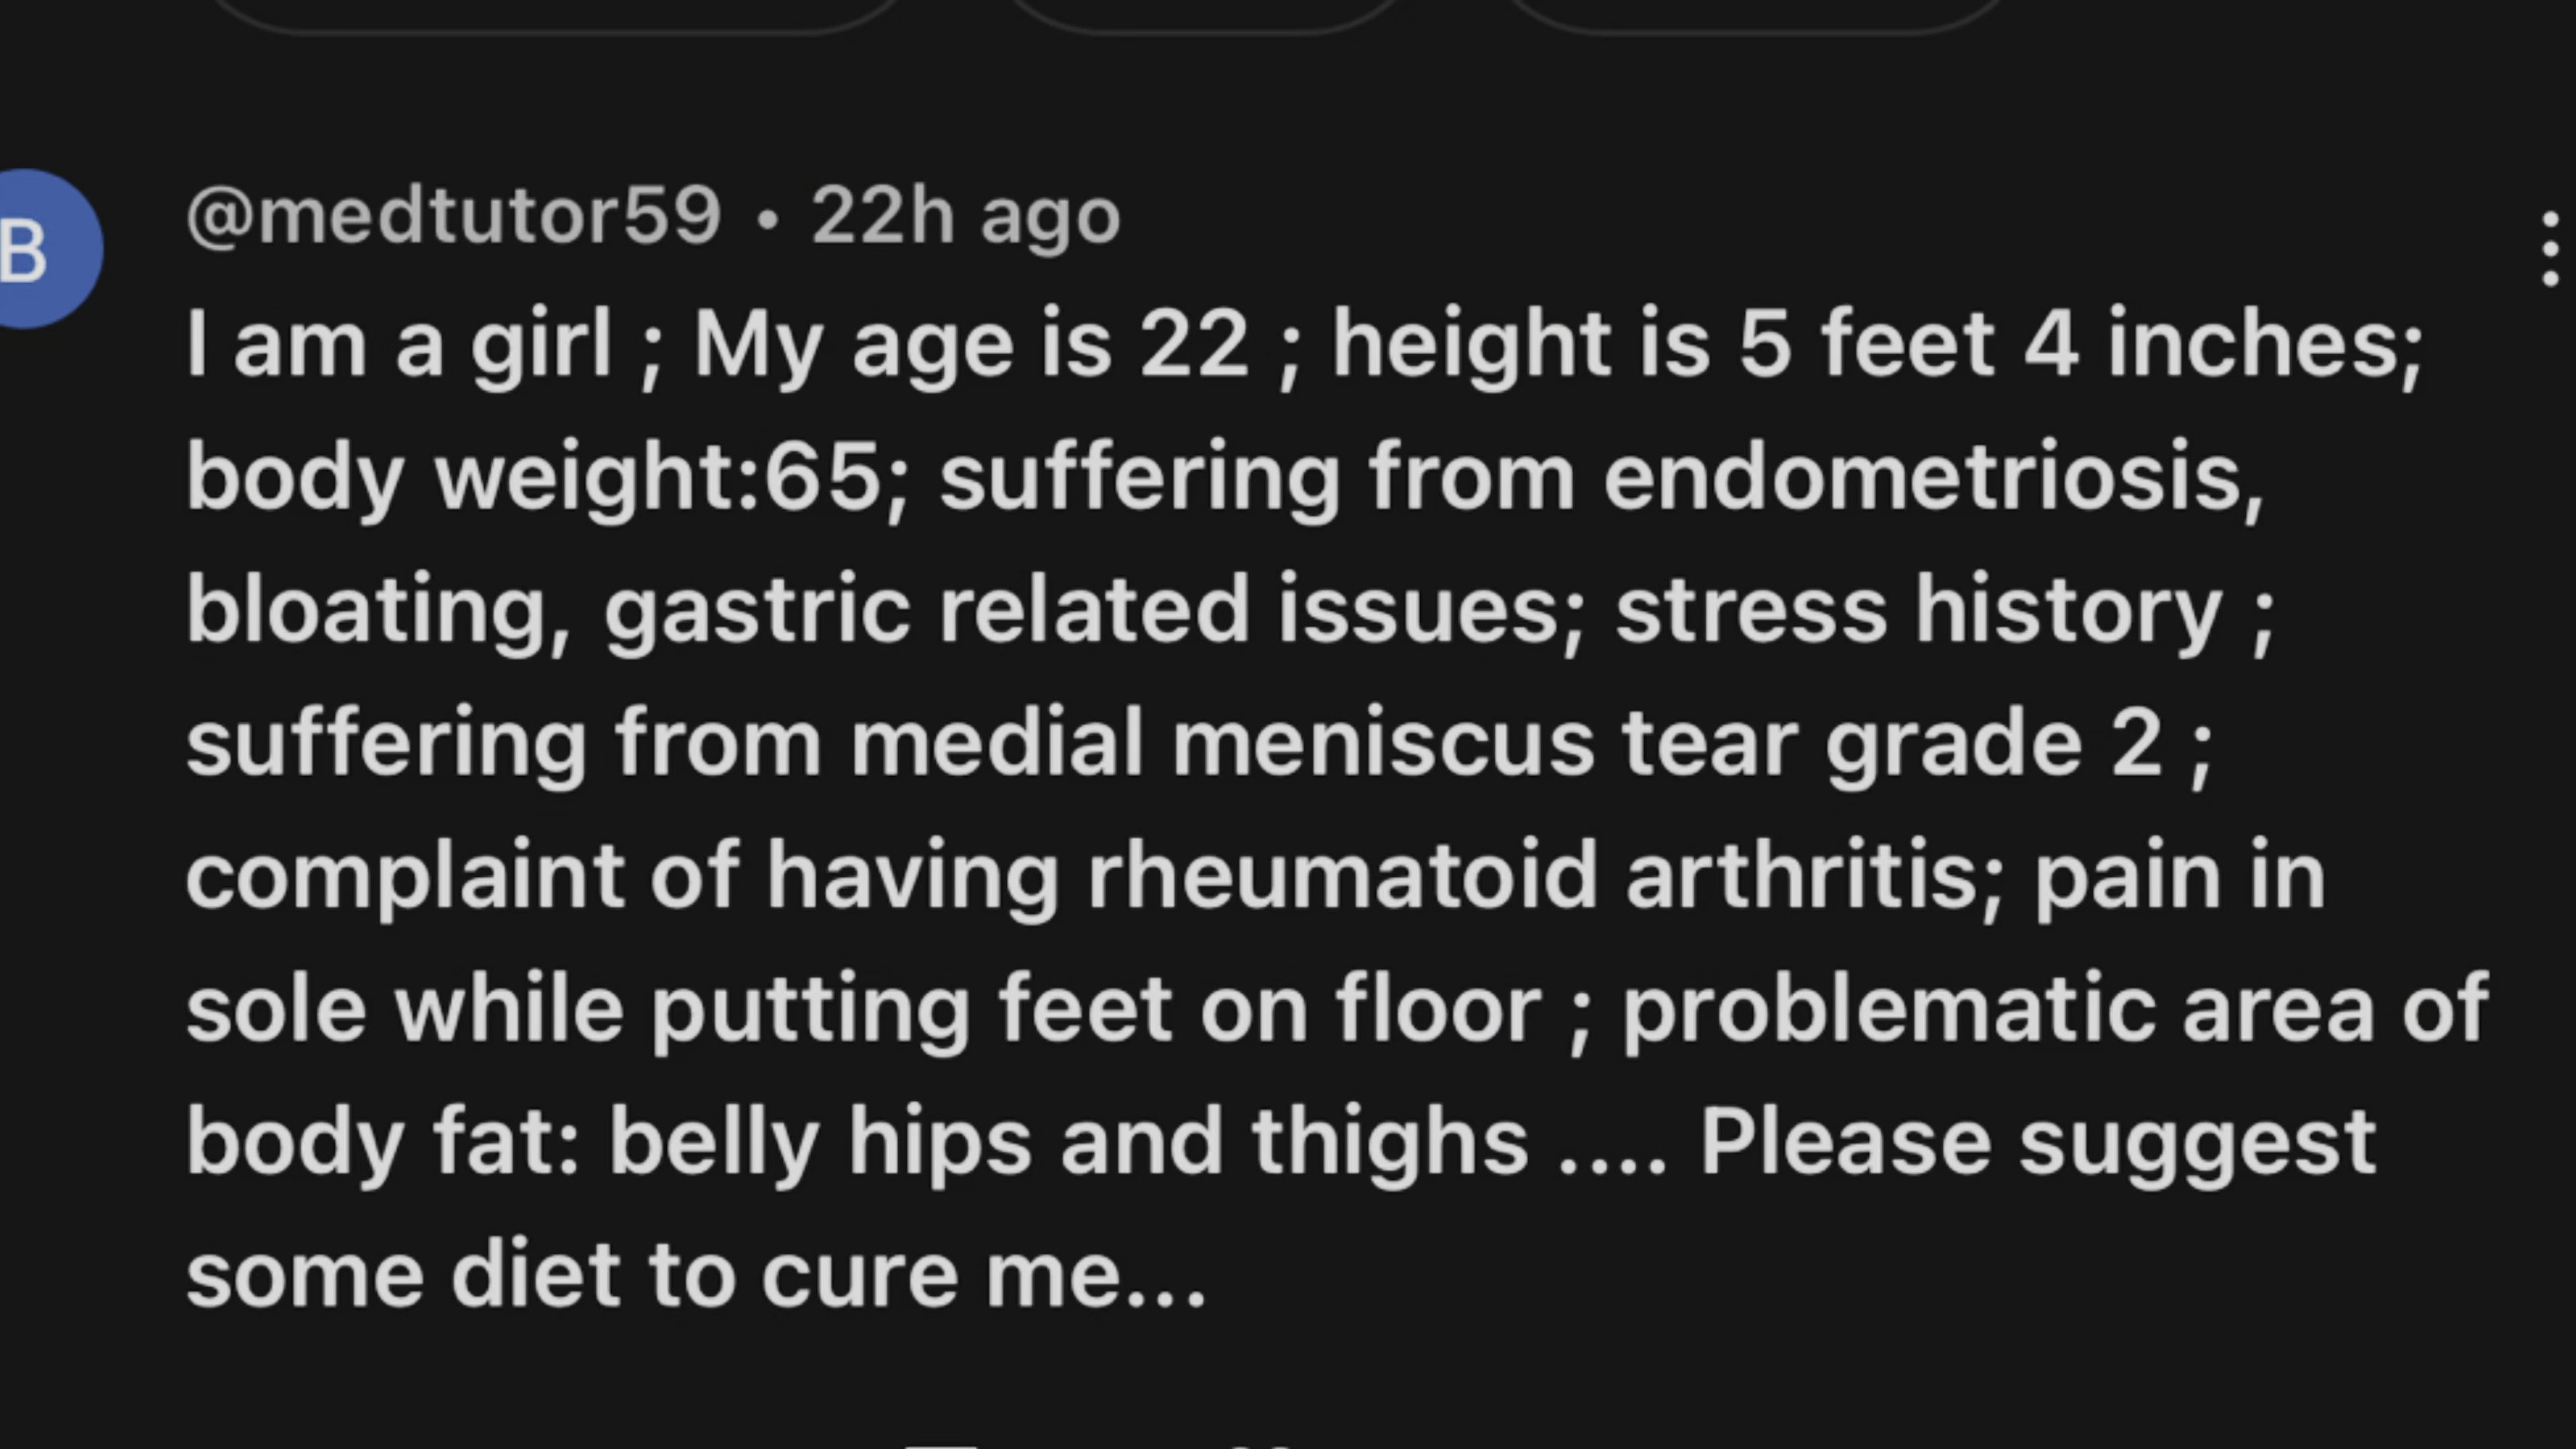 B
@medtutor59 • 22h ago
I am a girl ; My age is 22 ; height is 5 feet 4 inches;
body weight:65; suffering from endometriosis,
bloating, gastric related issues; stress history ;
suffering from medial meniscus tear grade 2 ;
complaint of having rheumatoid arthritis; pain in
sole while putting feet on floor ; problematic area of
body fat: belly hips and thighs .... Please suggest
some diet to cure me...